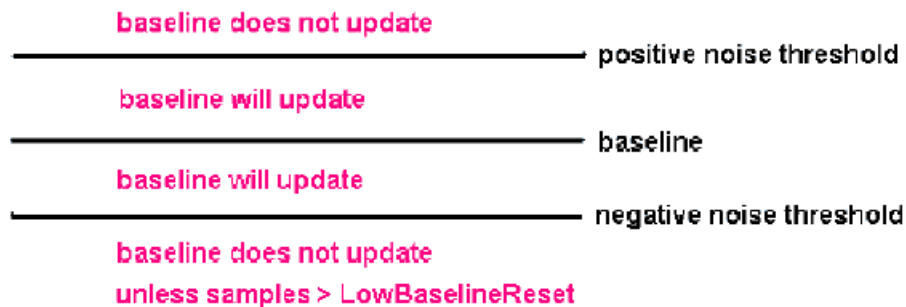 baseline does not update
positive noise threshold
baseline will update
baseline
baseline will update
negative noise threshold
baseline does not update
unless samples > LowBaselineReset